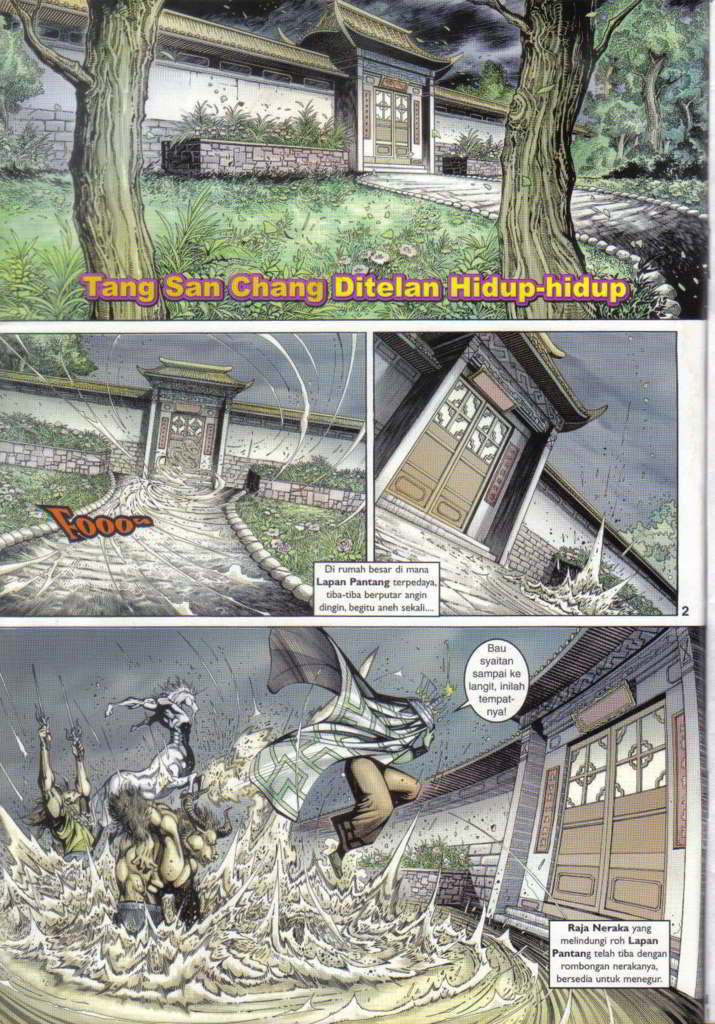 Tang San Chang Ditelan Hidup-hidup
Fooo
Di rumah besar di mana
Lapan Pantang terpedaya,
tiba-tiba berputar angin
dingin, begitu aneh sekali....
2
Bau
syaitan
sampai ke
langit, inilah
tempat-
nya!
Raja Neraka yang
melindungi roh Lapan
Pantang telah tiba dengan
rombongan nerakanya,
bersedia untuk menegur.